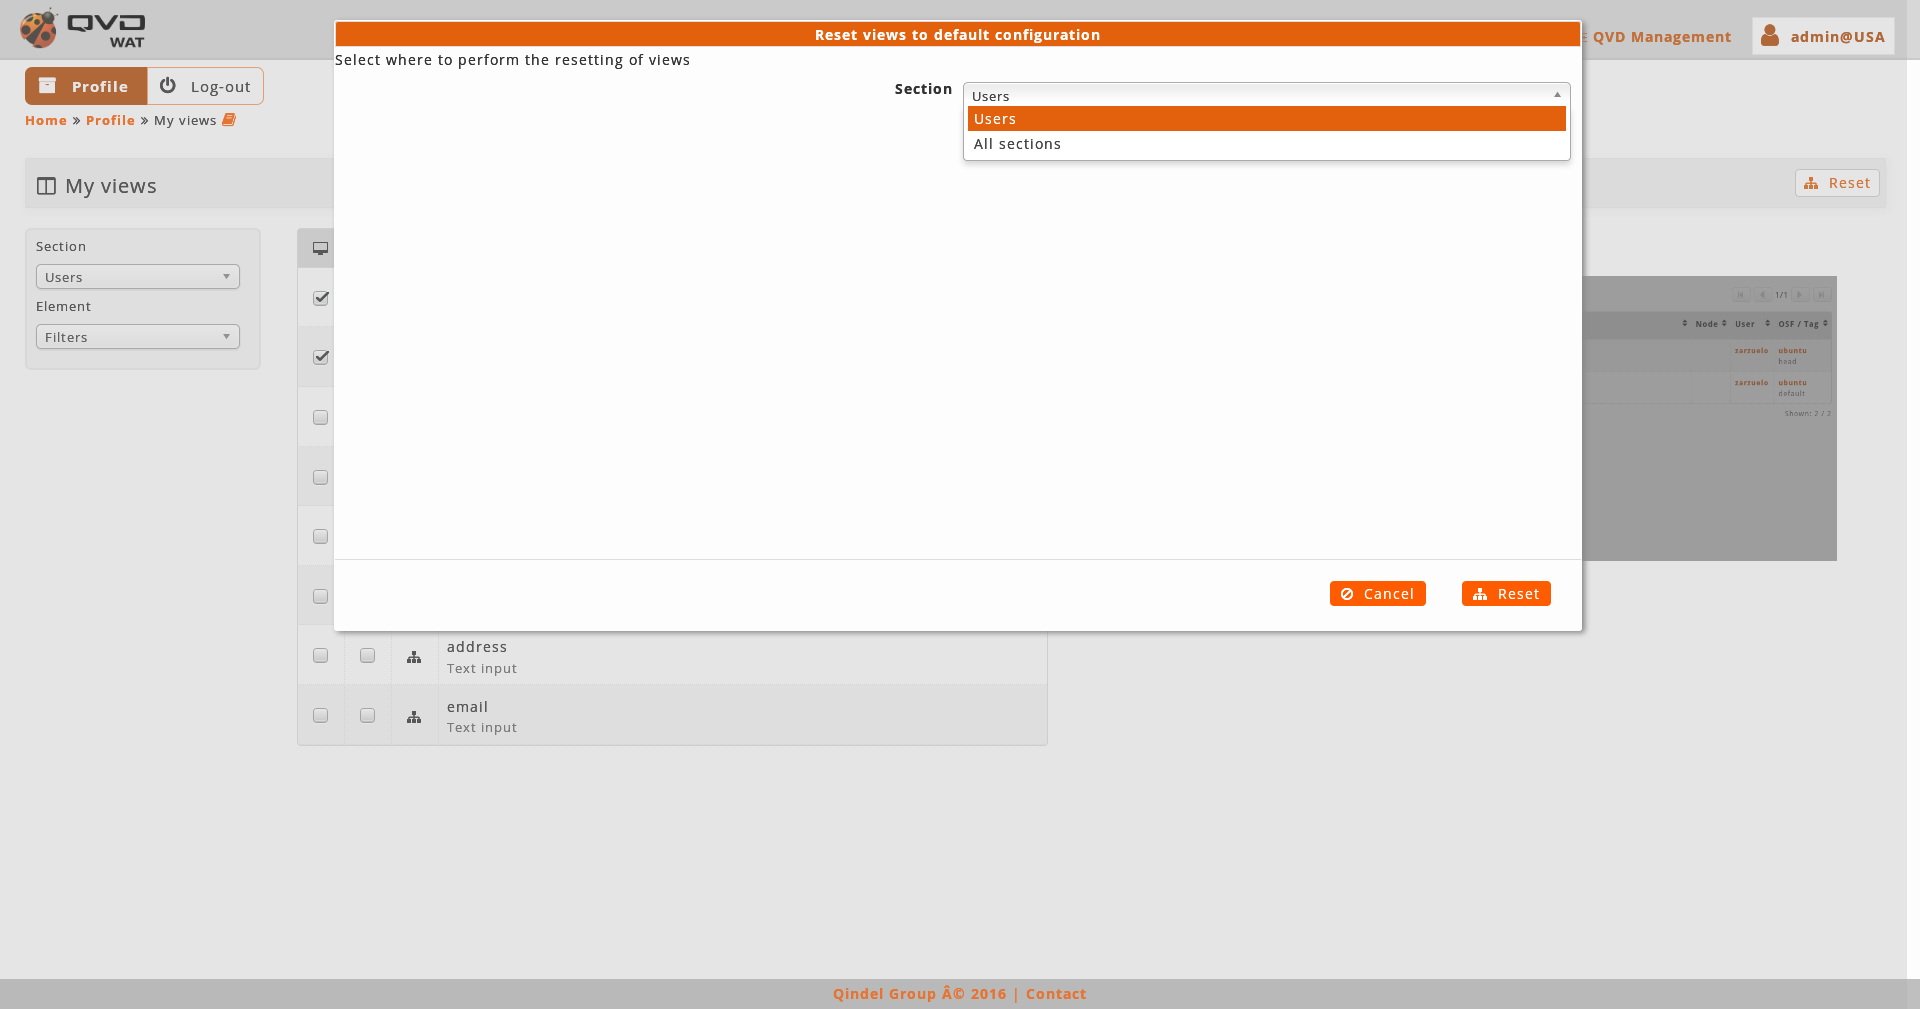 QVD
WAT
QVD Management
admin@USA
Reset views to default configuration
Select where to perform the resetting of views
Section
Users
Users
All sections
Profile
Log-out
Home » Profile » My views
My views
Reset
Section
Users
Element
Filters
1/1
Node
User
OSF / Tag
zarzuelo
ubuntu
head
zarzuelo
ubuntu
default
Shown: 2 / 2
Cancel
Reset
address
Text input
email
Text input
Qindel Group Â© 2016 | Contact